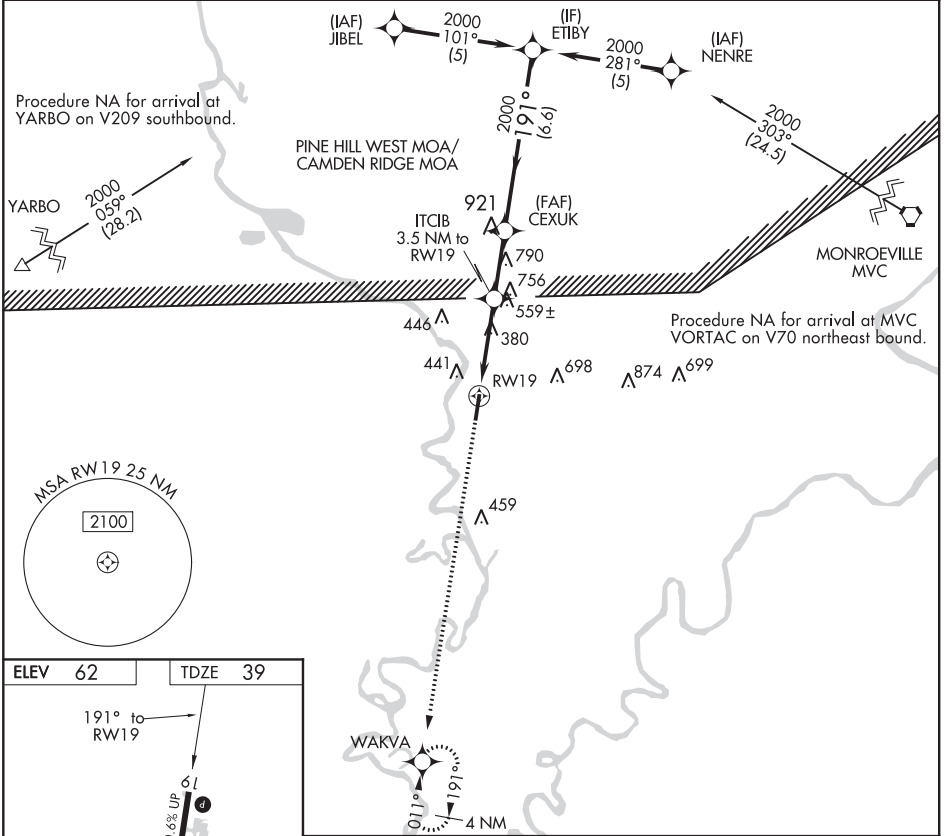 (IAF)
JIBEL
2000
101°
(5)
(IF)
ETIBY
2000
281°
(5)
(IAF)
NENRE
Procedure NA for arrival at
YARBO on V209 southbound.
2000
191°
(6.6)
2000
303°
(24.5)
PINE HILL WEST MOA/
CAMDEN RIDGE MOA
YARBO
2000
059°
(28.2)
921
(FAF)
CEXUK
ITCIB
3.5 NM to
RW19
790
756
559±
MONROEVILLE
MVC
446
380
Procedure NA for arrival at MVC
VORTAC on V70 northeast bound.
441
RW19
698
874
699
MSA RW19 25 NM
2100
459
ELEV 62
TDZE 39
191° to
RW19
WAKVA
19
P
.6% UP
011°
191°
4 NM